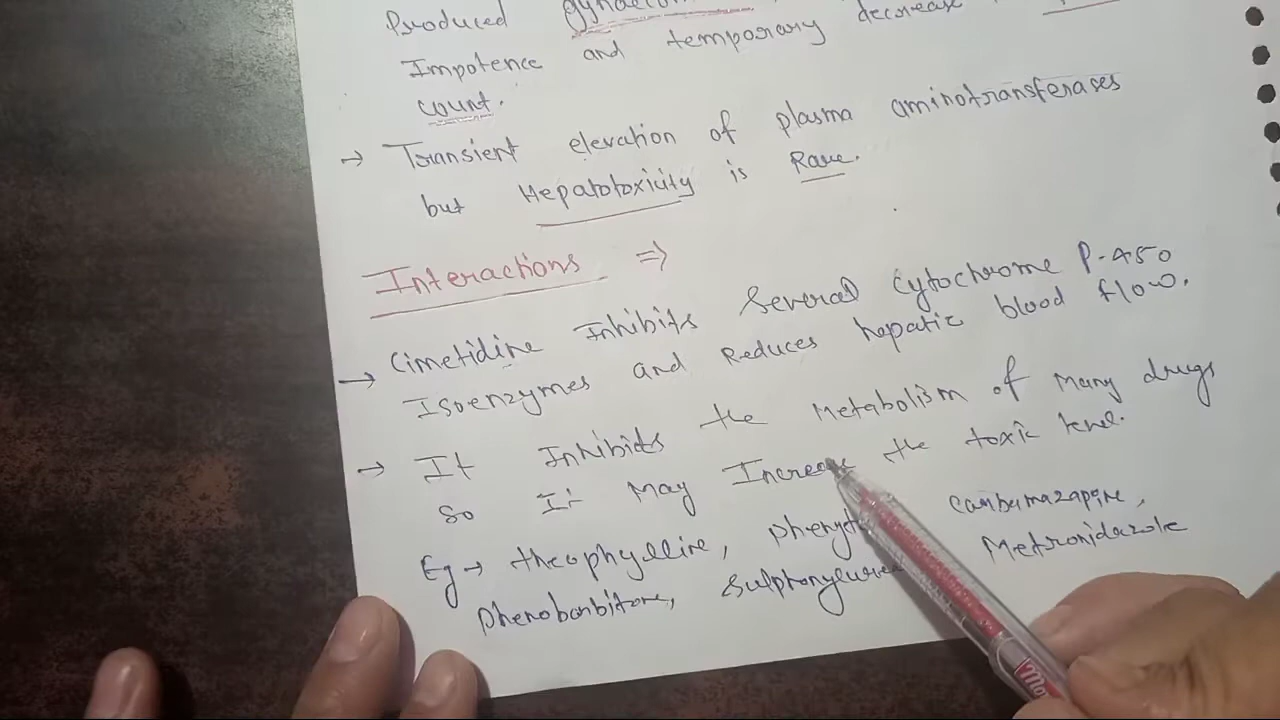 Produced
Impotence and temporary decrease
count.
→ Transient elevation of plasma aminotransferases
but Hepatotoxicity is Rare.
Interactions ⇒
→ Cimetidine Inhibits several Cytochrome P-450
Isoenzymes and Reduces hepatic blood flow.
→ It Inhibits the Metabolism of Many drugs
So It May Increase the toxic level.
Eg → theophylline, carbamazapine,
Phenobarbitone, Metronidazole